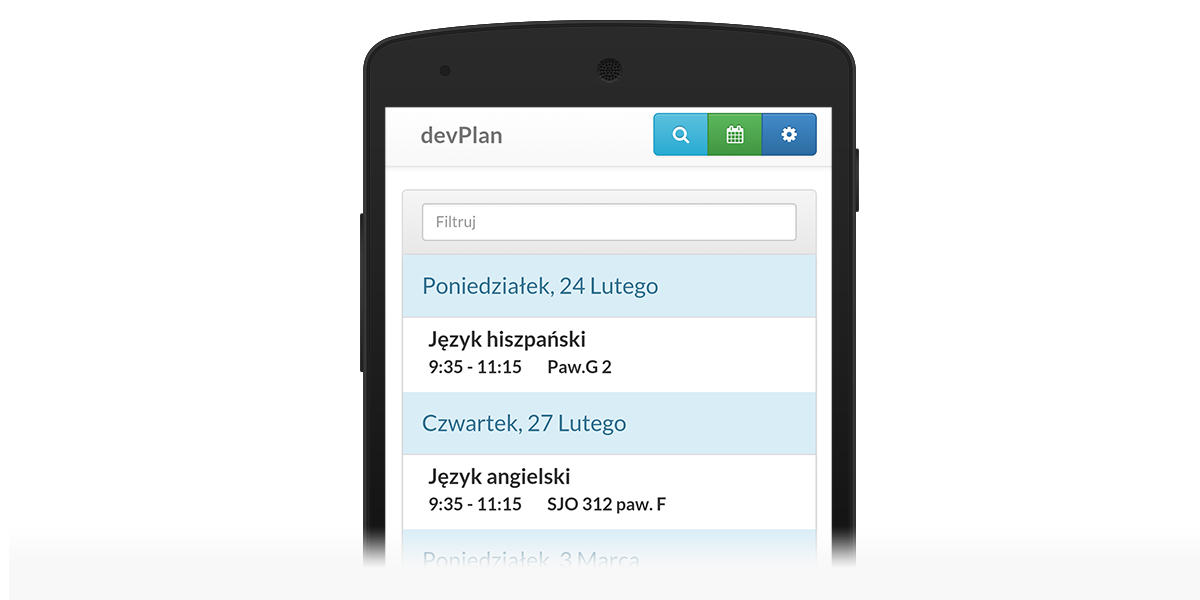 devPlan
Filtruj
Poniedziałek, 24 Lutego
Język hiszpański
9:35 - 11:15 Paw.G 2
Czwartek, 27 Lutego
Język angielski
9:35 - 11:15 SJO 312 paw. F
Poniedziałek, 3 Marca